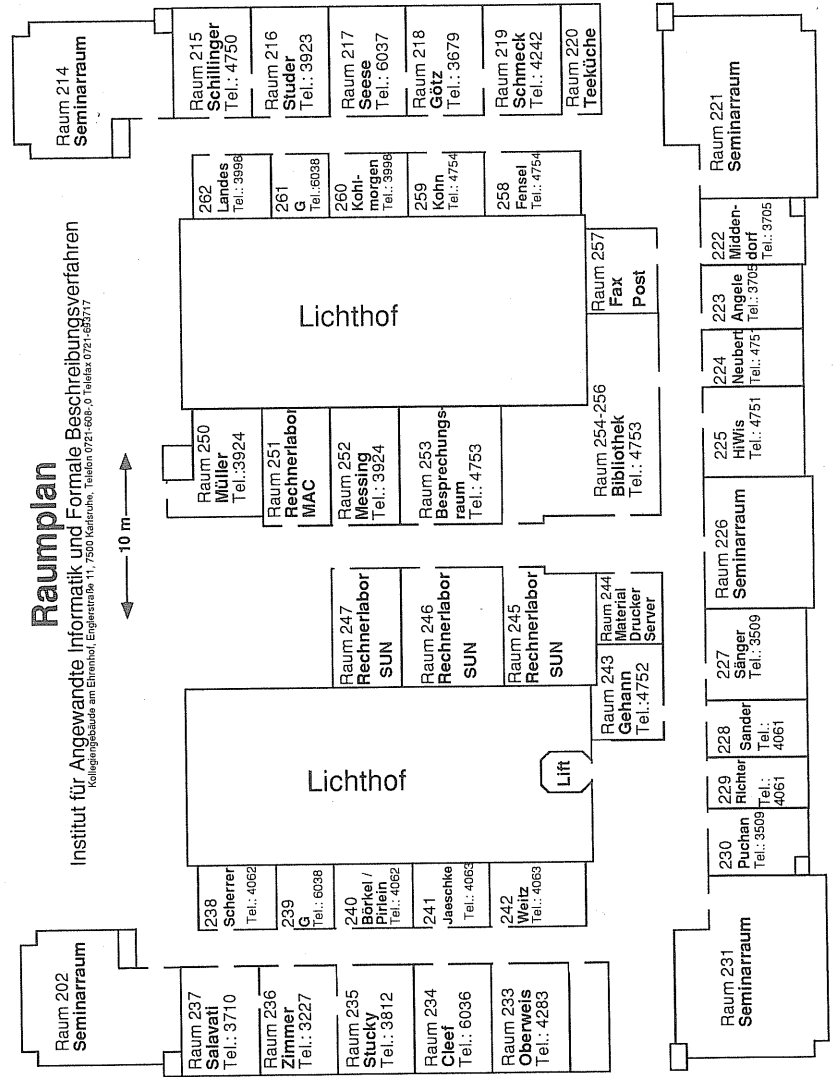 Raumplan
Institut für Angewandte Informatik und Formale Beschreibungsverfahren
Kollegiengebäude am Ehrenhof, Englerstraße 11, 7500 Karlsruhe, Telefon 0721-608-,0 Telefax 0721-693717
10 m
Raum 202
Seminarraum
Raum 214
Seminarraum
Raum 237
Salavati
Tel.: 3710
Raum 236
Zimmer
Tel.: 3227
Raum 235
Stucky
Tel.: 3812
Raum 234
Cleef
Tel.: 6036
Raum 233
Oberweis
Tel.: 4283
238
Scherrer
Tel.: 4062
239
G
Tel.: 6038
240
Börkel /
Pirlein
Tel.: 4062
241
Jaeschke
Tel.: 4063
242
Weitz
Tel.: 4063
Lichthof
Lift
Raum 247
Rechnerlabor
SUN
Raum 246
Rechnerlabor
SUN
Raum 245
Rechnerlabor
SUN
Raum 243
Gehann
Tel.:4752
Raum 244
Material
Drucker
Server
Raum 250
Müller
Tel.:3924
Raum 251
Rechnerlabor
MAC
Raum 252
Messing
Tel.: 3924
Raum 253
Besprechungs-
raum
Tel.: 4753
Raum 254-256
Bibliothek
Tel.: 4753
Lichthof
Raum 257
Fax
Post
262
Landes
Tel.: 3998
261
G
Tel.:6038
260
Kohl-
morgen
Tel.: 3998
259
Kohn
Tel.: 4754
258
Fensel
Tel.: 4754
Raum 215
Schillinger
Tel.: 4750
Raum 216
Studer
Tel.: 3923
Raum 217
Seese
Tel.: 6037
Raum 218
Götz
Tel.: 3679
Raum 219
Schmeck
Tel.: 4242
Raum 220
Teeküche
Raum 231
Seminarraum
230
Puchan
Tel.: 3509
229
Richter
Tel.:
4061
228
Sander
Tel.:
4061
227
Sänger
Tel.: 3509
Raum 226
Seminarraum
225
HiWis
Tel.: 4751
224
Neubert
Tel.: 4751
223
Angele
Tel.: 3705
222
Midden-
dorf
Tel.: 3705
Raum 221
Seminarraum